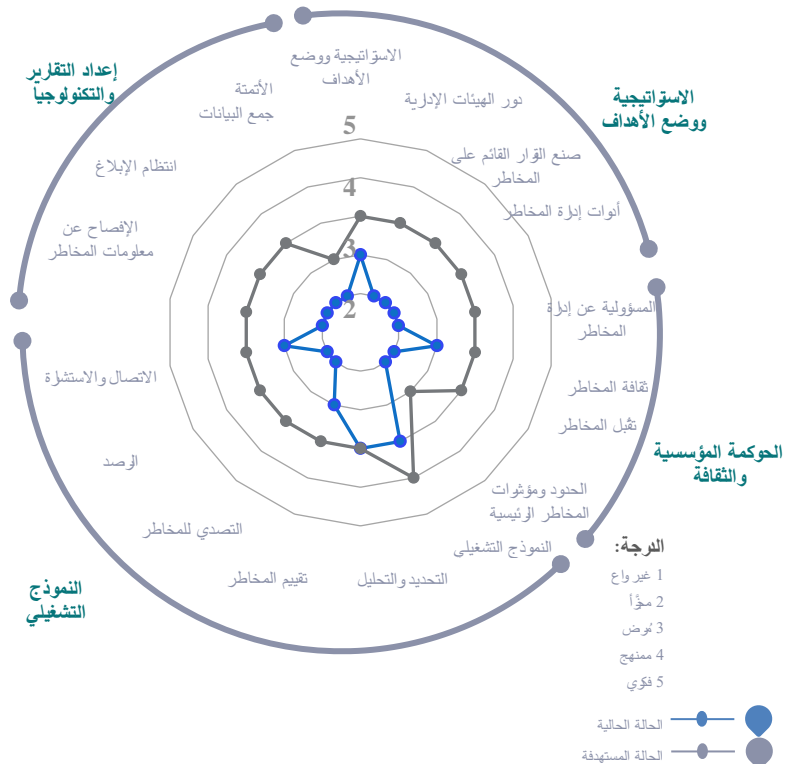 إعداد التقارير
والتكنولوجيا
الاستراتيجية ووضع
الأهداف
الأتمتة
جمع البيانات
دور الهيئات الإدارية
الاستراتيجية
ووضع الأهداف
5
صنع القرار القائم على
المخاطر
انتظام الإبلاغ
4
أدوات إدارة المخاطر
الإفصاح عن
معلومات المخاطر
3
المسؤولية عن إدارة
المخاطر
2
الاتصال والاستشارة
ثقافة المخاطر
تقبل المخاطر
الحوكمة المؤسسية
والثقافة
الرصد
الحدود ومؤشرات
المخاطر الرئيسية
التصدي للمخاطر
النموذج التشغيلي
تقييم المخاطر
التحديد والتحليل
النموذج
التشغيلي
الدرجة:
1 غير واع
2 مجزّأ
3 مُرض
4 ممنهج
5 فكري
الحالة الحالية
الحالة المستهدفة